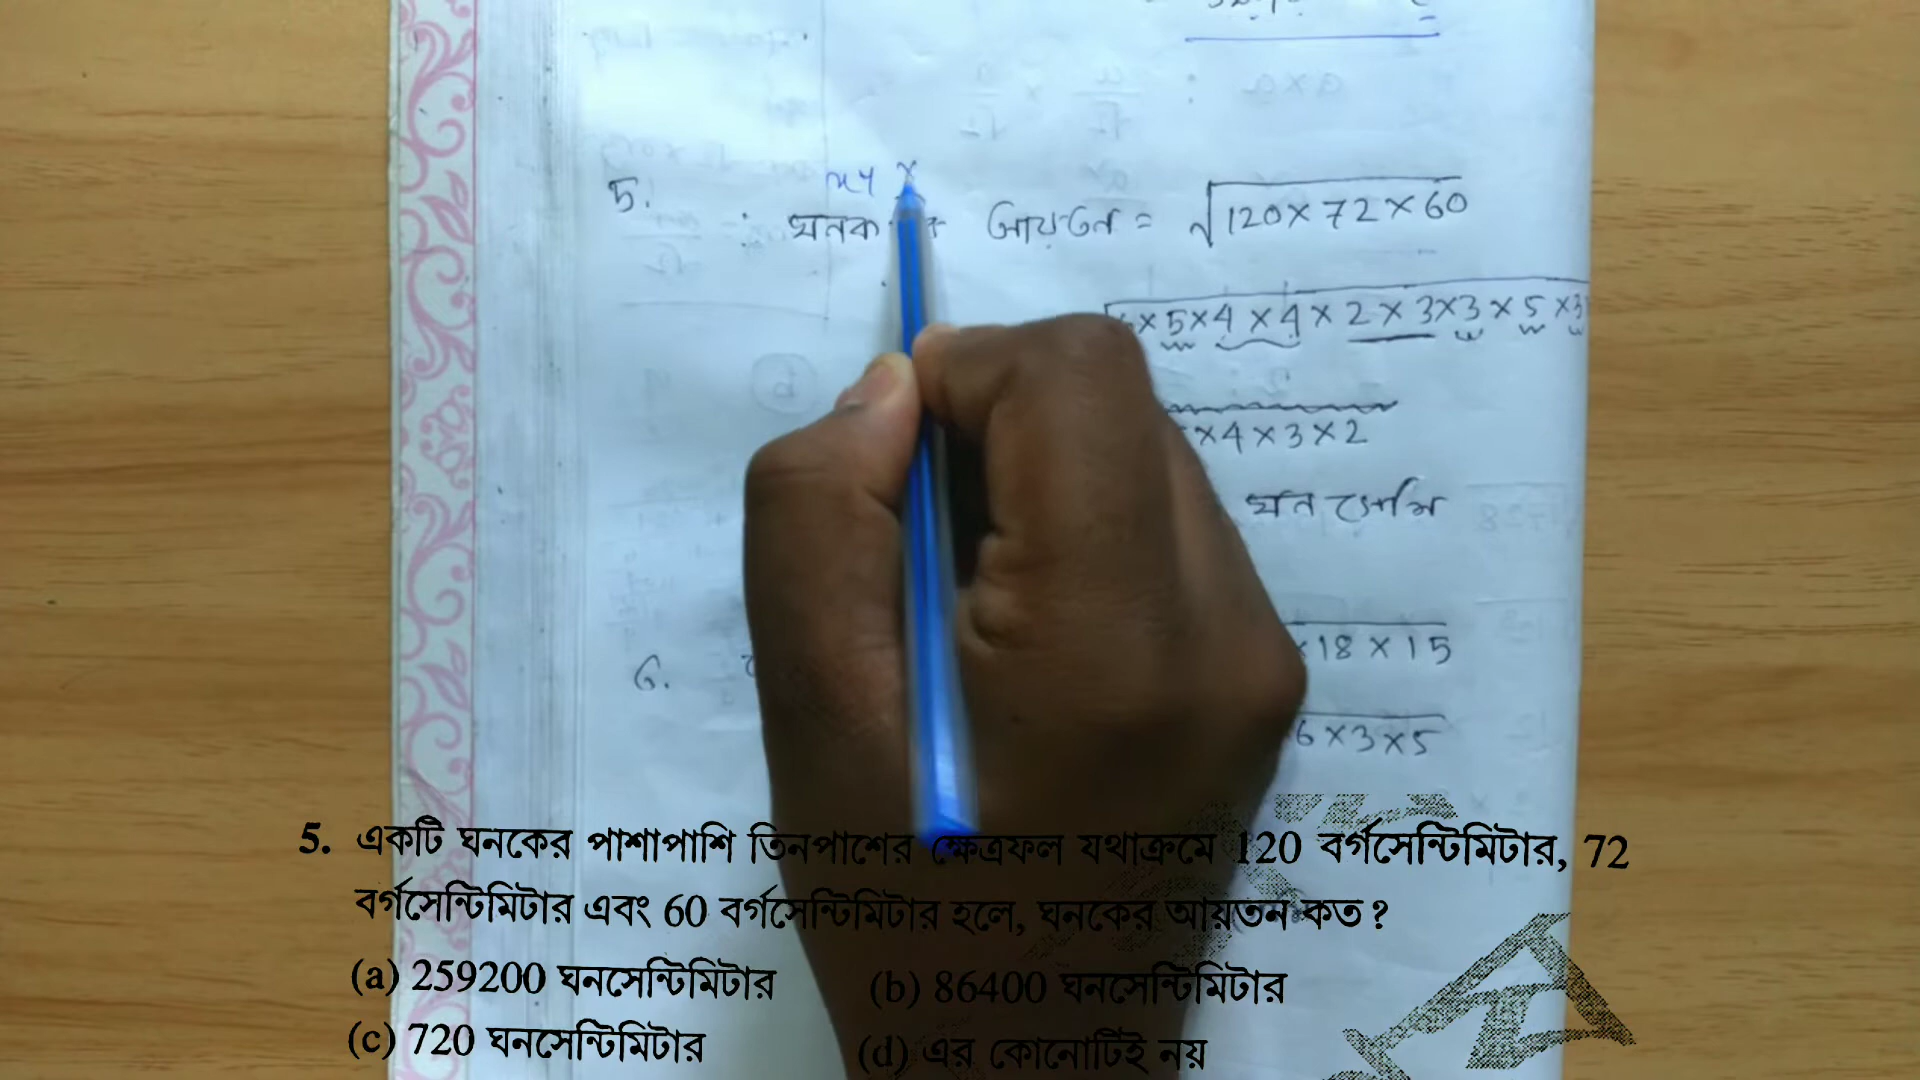 xy x
5. : ঘনক আয়তন = √120×72×60
×5×4×4×2×3×3×5×3
×4×3×2
ঘন সেমি
6. ×18×15
6×3×5
5. একটি ঘনকের পাশাপাশি তিনপাশের ক্ষেত্রফল যথাক্রমে 120 বর্গসেন্টিমিটার, 72
বর্গসেন্টিমিটার এবং 60 বর্গসেন্টিমিটার হলে, ঘনকের আয়তন কত?
(a) 259200 ঘনসেন্টিমিটার (b) 86400 ঘনসেন্টিমিটার
(c) 720 ঘনসেন্টিমিটার (d) এর কোনোটিই নয়